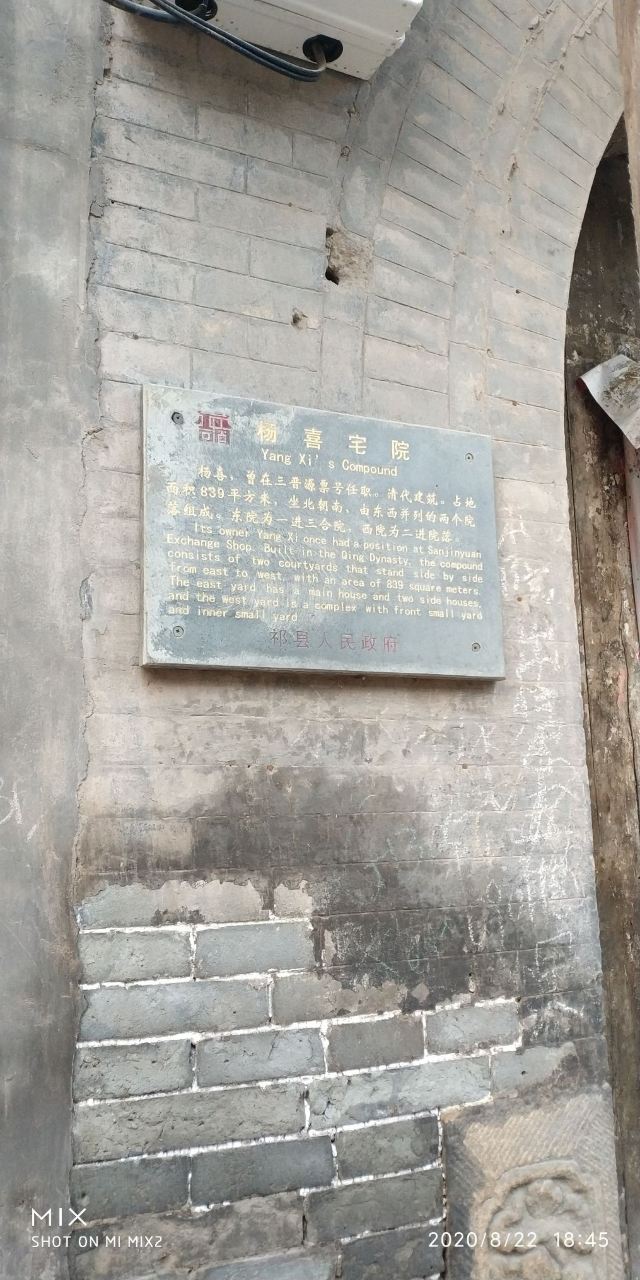 杨喜宅院
Yang Xi's Compound
杨喜，曾在三晋源票号任职。清代建筑。占地
面积839平方米，坐北朝南，由东西并列的两个院
落组成。东院为一进三合院，西院为二进院落。
Its owner Yang Xi once had a position at Sanjinyuan
Exchange Shop. Built in the Qing Dynasty, the compound
consists of two courtyards that stand side by side
from east to west, with an area of 839 square meters.
The east yard has a main house and two side houses,
and the west yard is a complex with front small yard
and inner small yard
祁县人民政府
MIX
SHOT ON MI MIX2
2020/8/22 18:45